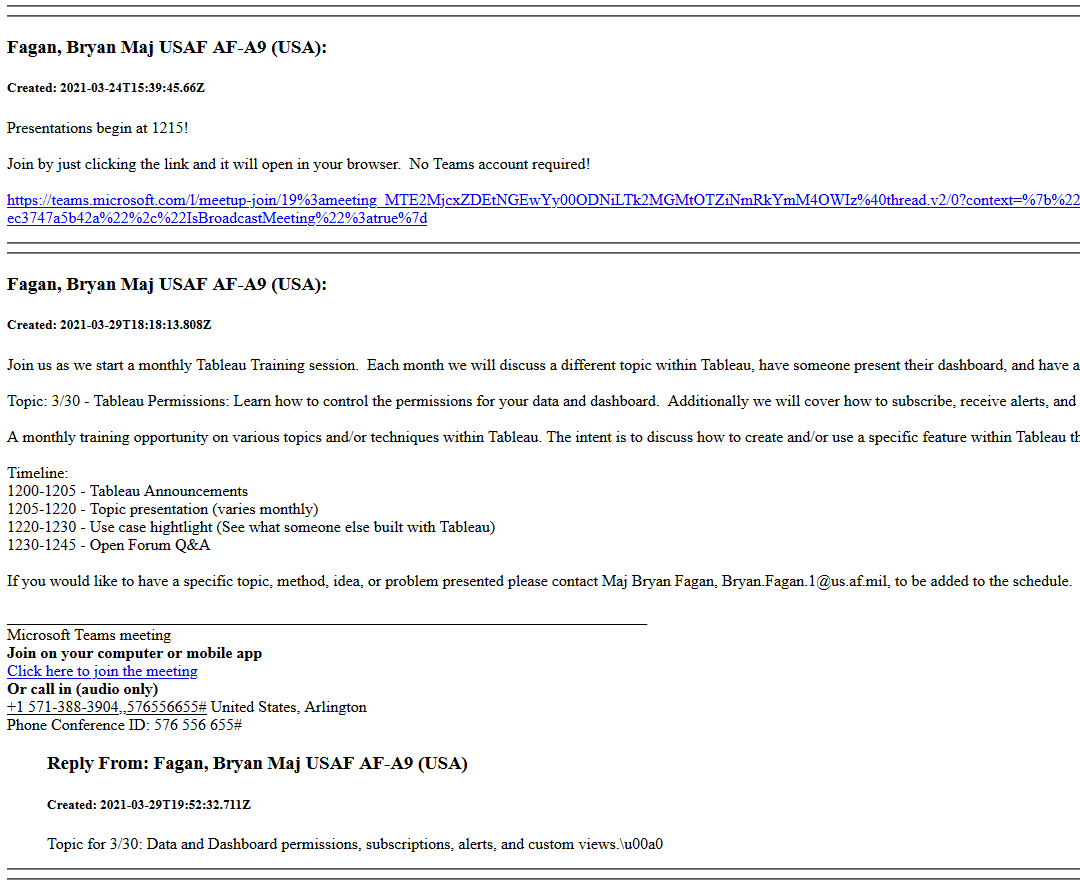 Fagan, Bryan Maj USAF AF-A9 (USA):
Created: 2021-03-24T15:39:45.66Z
Presentations begin at 1215!
Join by just clicking the link and it will open in your browser.  No Teams account required!
https://teams.microsoft.com/l/meetup-join/19%3ameeting_MTE2MjcxZDEtNGEwYy00ODNiLTk2MGMtOTZiNmRkYmM4OWIz%40thread.v2/0?context=%7b%22
ec3747a5b42a%22%2c%22IsBroadcastMeeting%22%3atrue%7d
Fagan, Bryan Maj USAF AF-A9 (USA):
Created: 2021-03-29T18:18:13.808Z
Join us as we start a monthly Tableau Training session.  Each month we will discuss a different topic within Tableau, have someone present their dashboard, and have a
Topic: 3/30 - Tableau Permissions: Learn how to control the permissions for your data and dashboard.  Additionally we will cover how to subscribe, receive alerts, and
A monthly training opportunity on various topics and/or techniques within Tableau. The intent is to discuss how to create and/or use a specific feature within Tableau th
Timeline:
1200-1205 - Tableau Announcements
1205-1220 - Topic presentation (varies monthly)
1220-1230 - Use case hightlight (See what someone else built with Tableau)
1230-1245 - Open Forum Q&A
If you would like to have a specific topic, method, idea, or problem presented please contact Maj Bryan Fagan, Bryan.Fagan.1@us.af.mil, to be added to the schedule.
Microsoft Teams meeting
Join on your computer or mobile app
Click here to join the meeting
Or call in (audio only)
+1 571-388-3904,,576556655# United States, Arlington
Phone Conference ID: 576 556 655#
Reply From: Fagan, Bryan Maj USAF AF-A9 (USA)
Created: 2021-03-29T19:52:32.711Z
Topic for 3/30: Data and Dashboard permissions, subscriptions, alerts, and custom views.\u00a0